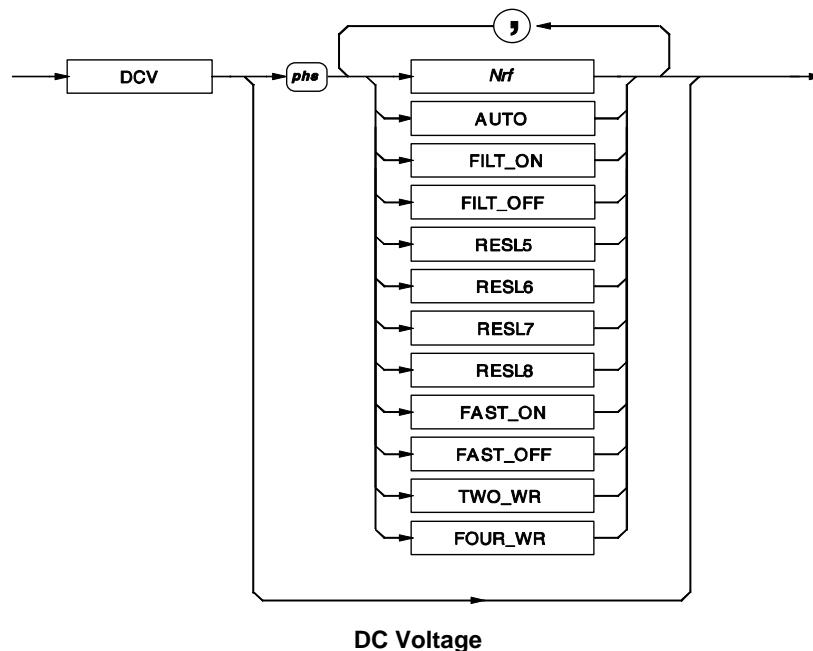 ,
DCV
phs
Nrf
AUTO
FILT_ON
FILT_OFF
RESL5
RESL6
RESL7
RESL8
FAST_ON
FAST_OFF
TWO_WR
FOUR_WR
DC Voltage